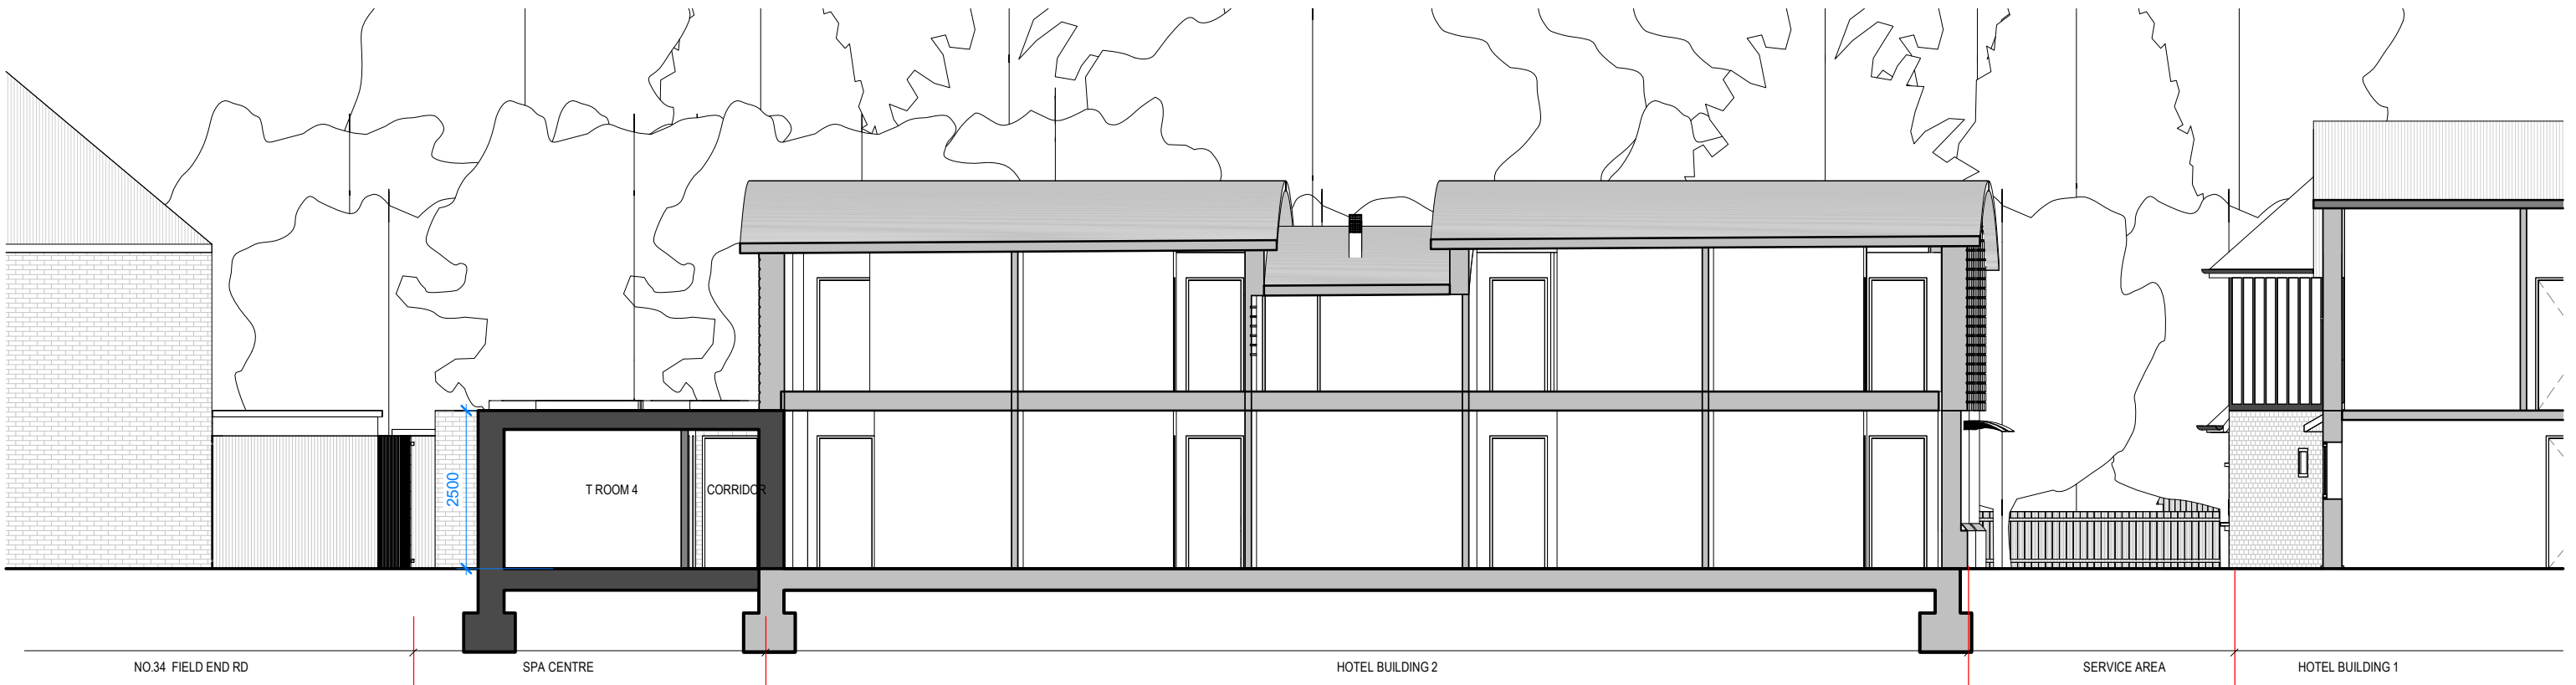 2500
T ROOM 4
CORRIDOR
NO.34 FIELD END RD
SPA CENTRE
HOTEL BUILDING 2
SERVICE AREA
HOTEL BUILDING 1